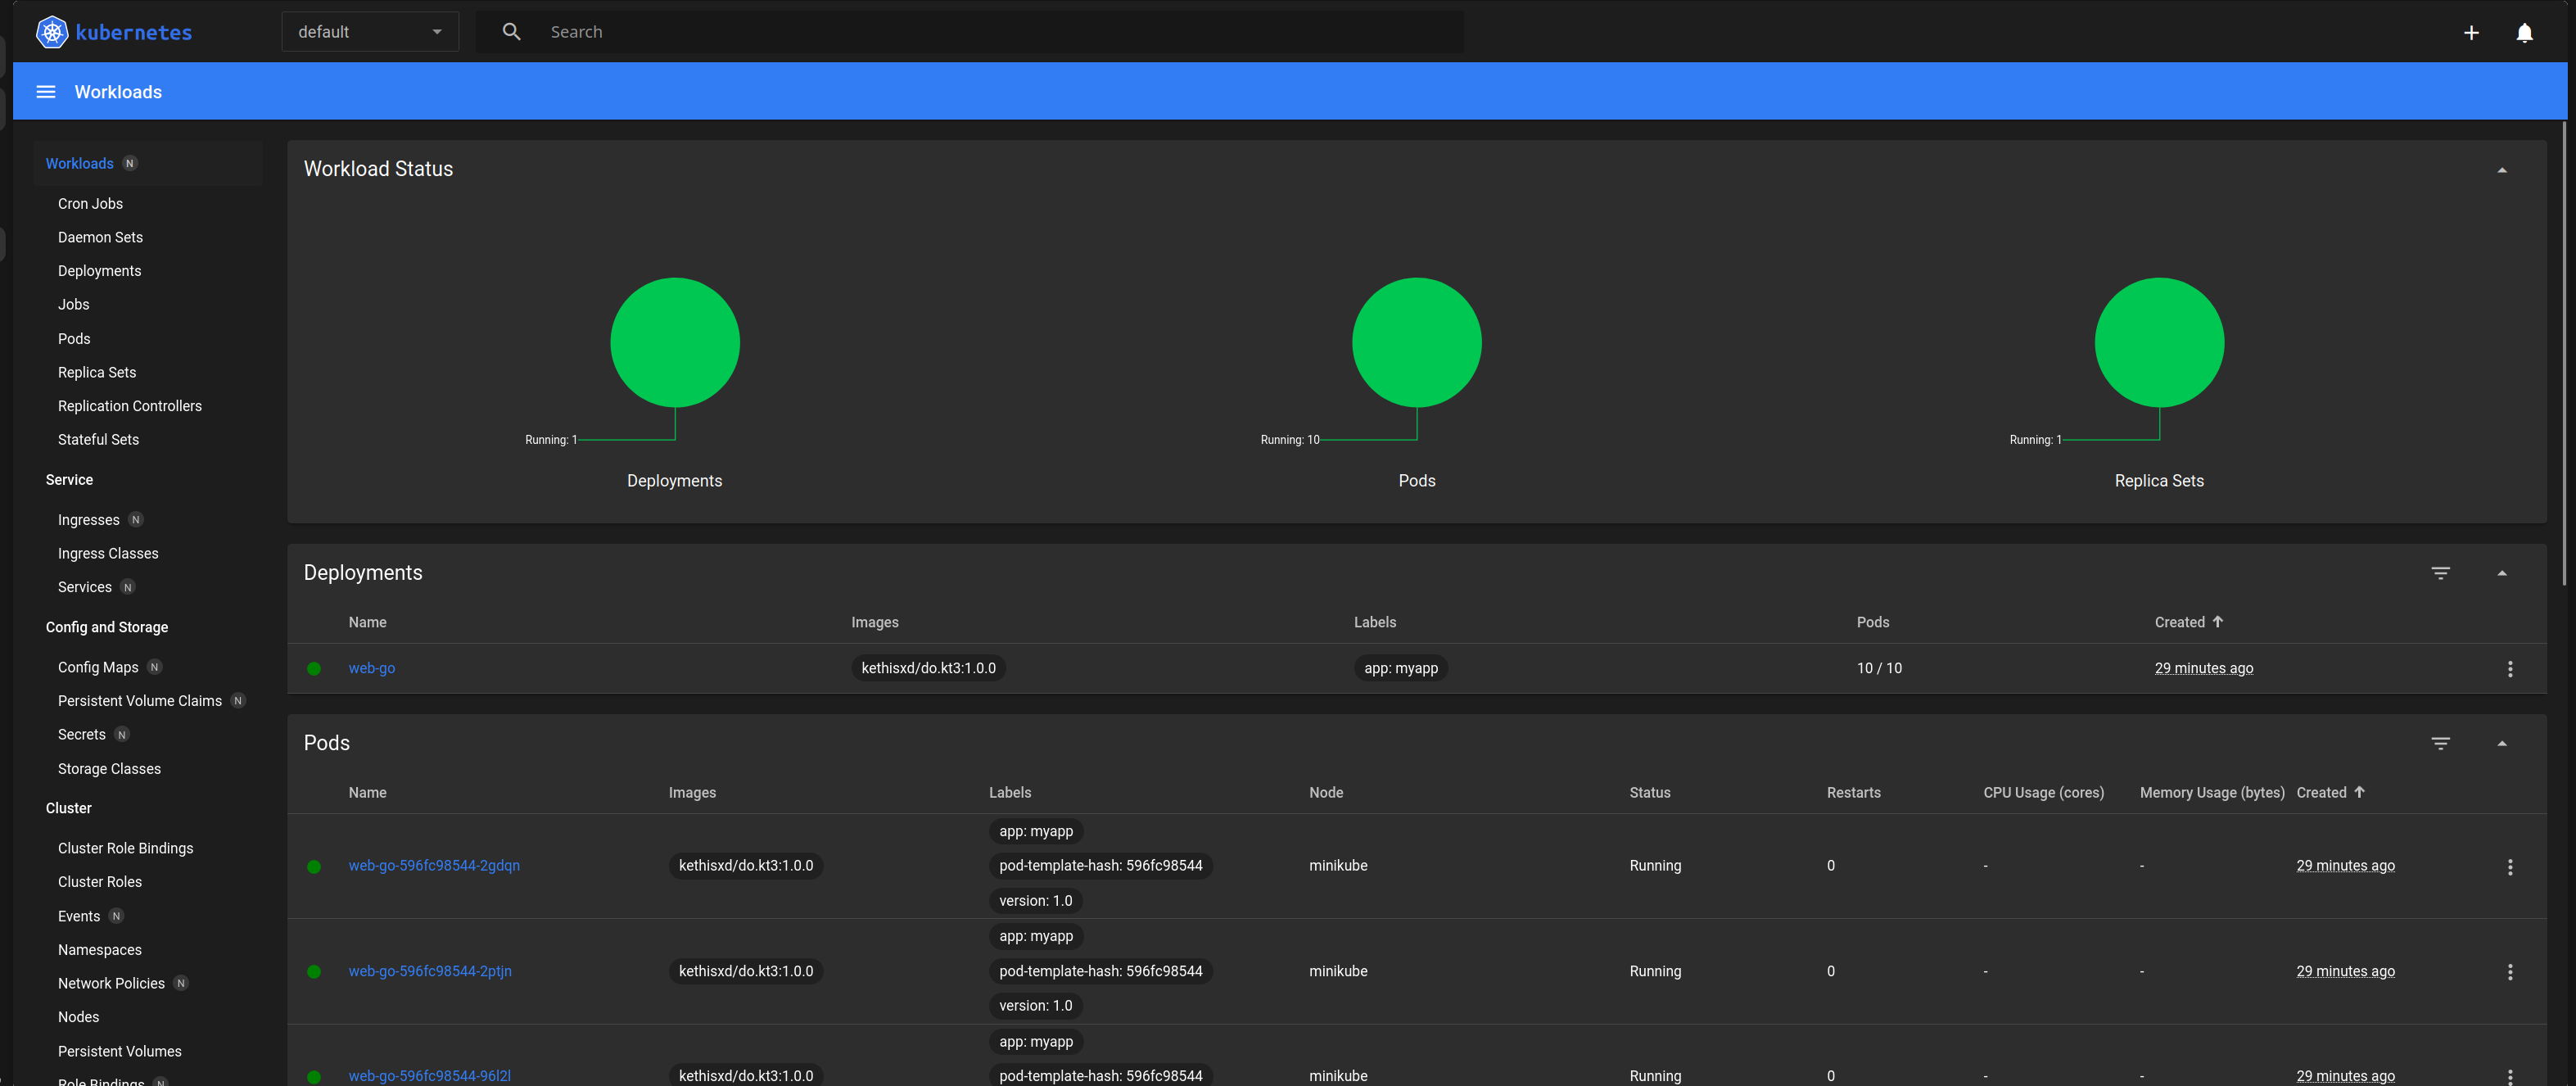 kubernetes default Search
Workloads
Workloads N
Cron Jobs
Daemon Sets
Deployments
Jobs
Pods
Replica Sets
Replication Controllers
Stateful Sets
Service
Ingresses N
Ingress Classes
Services N
Config and Storage
Config Maps N
Persistent Volume Claims N
Secrets N
Storage Classes
Cluster
Cluster Role Bindings
Cluster Roles
Events N
Namespaces
Network Policies N
Nodes
Persistent Volumes
Role Bindings N
Workload Status
Running: 1
Deployments
Running: 10
Pods
Running: 1
Replica Sets
Deployments
Name Images Labels Pods Created
web-go kethisxd/do.kt3:1.0.0 app: myapp 10 / 10 29 minutes ago
Pods
Name Images Labels Node Status Restarts CPU Usage (cores) Memory Usage (bytes) Created
app: myapp
web-go-596fc98544-2gdqn kethisxd/do.kt3:1.0.0 pod-template-hash: 596fc98544 minikube Running 0 - - 29 minutes ago
version: 1.0
app: myapp
web-go-596fc98544-2ptjn kethisxd/do.kt3:1.0.0 pod-template-hash: 596fc98544 minikube Running 0 - - 29 minutes ago
version: 1.0
app: myapp
web-go-596fc98544-96l2l kethisxd/do.kt3:1.0.0 pod-template-hash: 596fc98544 minikube Running 0 - - 29 minutes ago